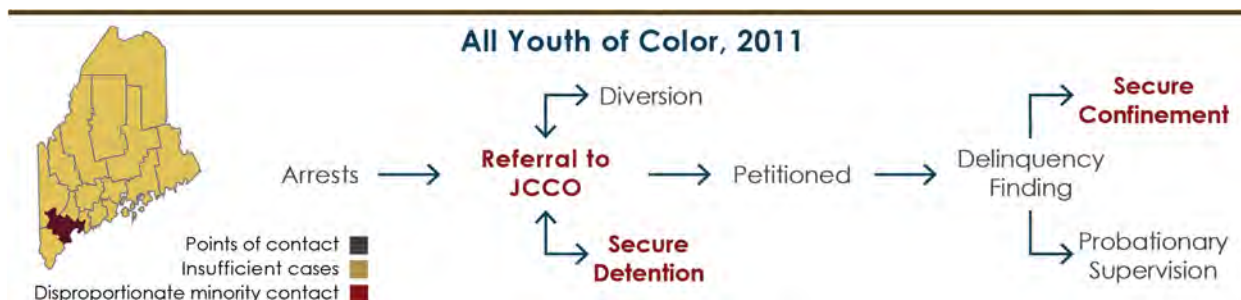 All Youth of Color, 2011
Diversion
Secure
Confinement
Arrests
Referral to
JCCO
Petitioned
Delinquency
Finding
Points of contact
Insufficient cases
Disproportionate minority contact
Secure
Detention
Probationary
Supervision